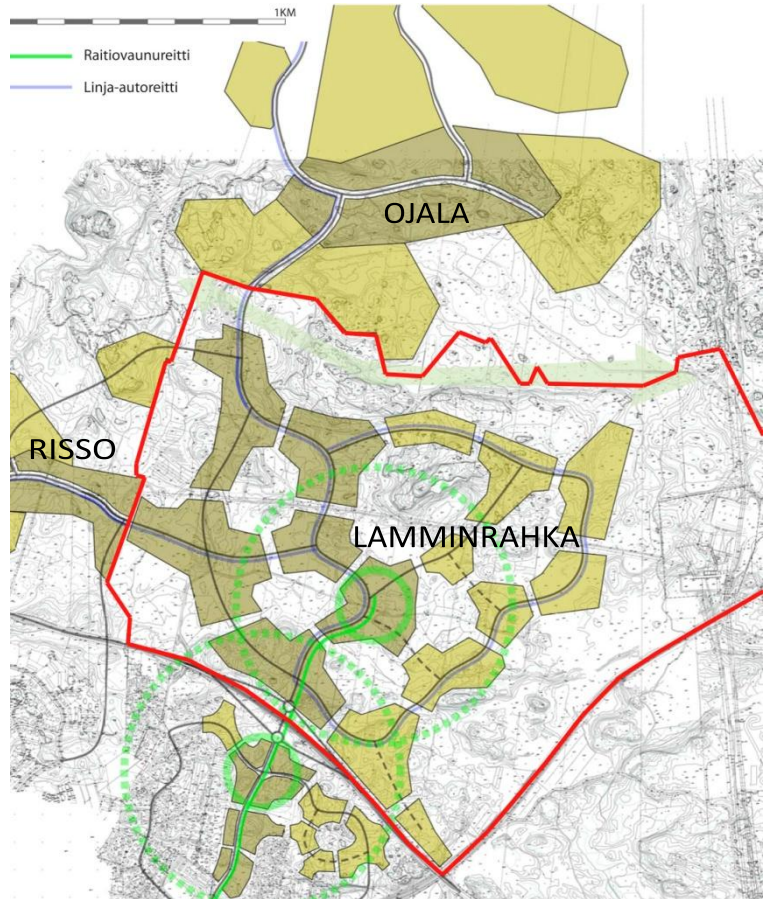 1KM
Raitiovaunureitti
Linja-autoreitti
OJALA
RISSO
LAMMINRAHKA